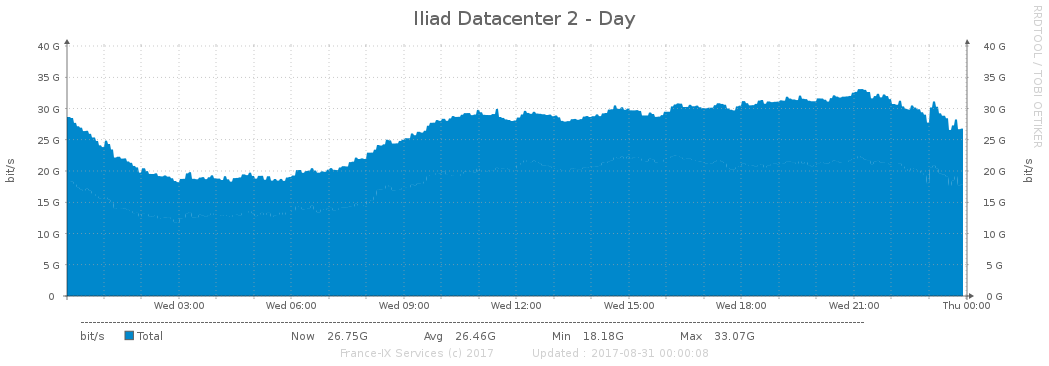 Iliad Datacenter 2 - Day
RRDTOOL / TOBI OETIKER
40 G 40 G
35 G 35 G
30 G 30 G
25 G 25 G
20 G 20 G
15 G 15 G
10 G 10 G
5 G 5 G
0 0 G
bit/s bit/s
Wed 03:00 Wed 06:00 Wed 09:00 Wed 12:00 Wed 15:00 Wed 18:00 Wed 21:00 Thu 00:00
bit/s Total Now 26.75G Avg 26.46G Min 18.18G Max 33.07G
France-IX Services (c) 2017 Updated : 2017-08-31 00:00:08